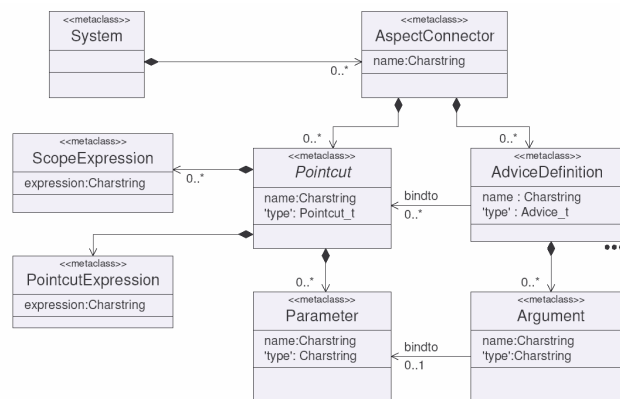 <<metaclass>>
System
<<metaclass>>
AspectConnector
name:Charstring
0..*
0..*
0..*
<<metaclass>>
ScopeExpression
expression:Charstring
0..*
<<metaclass>>
Pointcut
name:Charstring
'type': Pointcut_t
bindto
0..*
<<metaclass>>
AdviceDefinition
name : Charstring
'type' : Advice_t
<<metaclass>>
PointcutExpression
expression:Charstring
0..*
0..*
<<metaclass>>
Parameter
name:Charstring
'type': Charstring
bindto
0..1
<<metaclass>>
Argument
name:Charstring
'type':Charstring